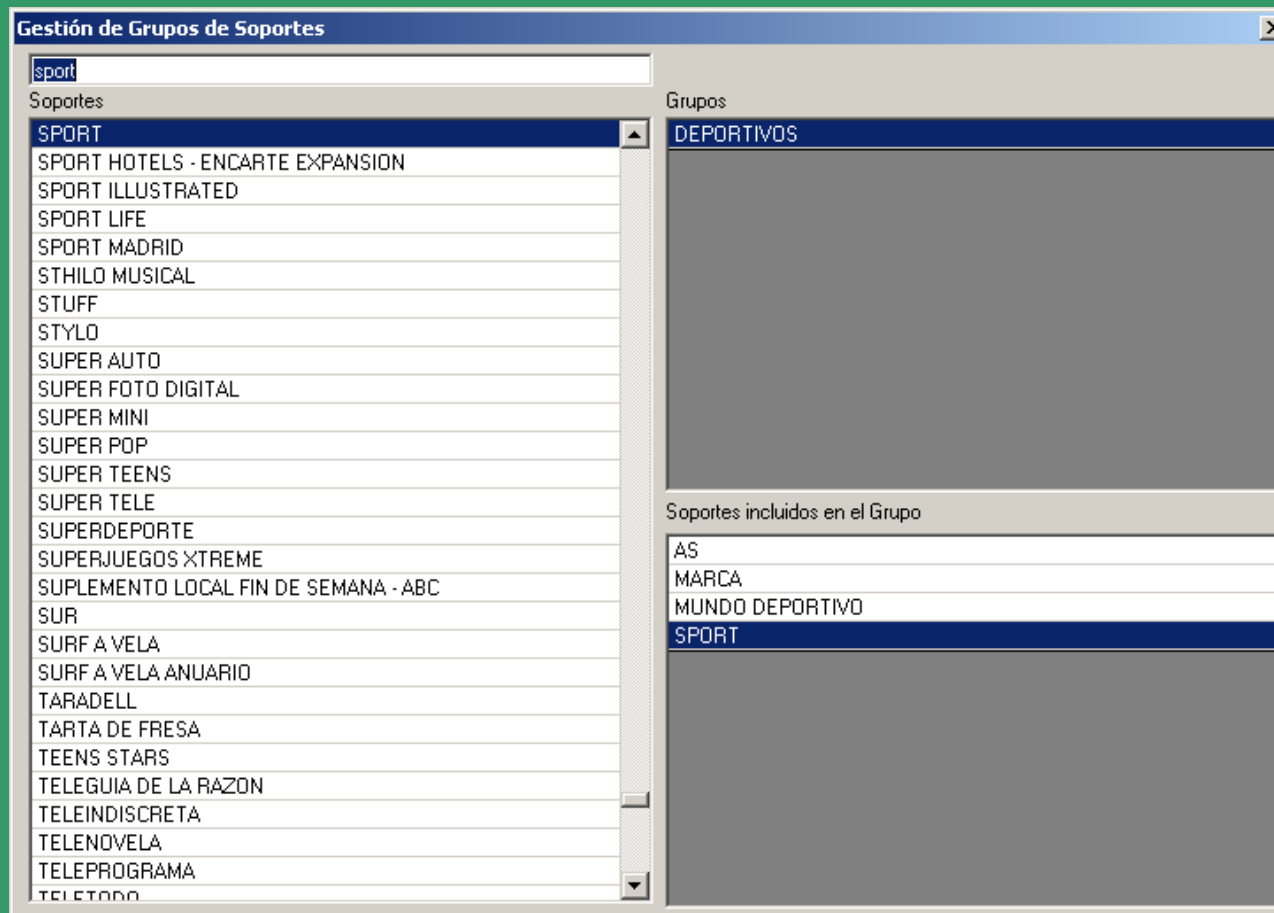 Gestión de Grupos de Soportes
sport
Soportes
SPORT
SPORT HOTELS - ENCARTE EXPANSION
SPORT ILLUSTRATED
SPORT LIFE
SPORT MADRID
STHILO MUSICAL
STUFF
STYLO
SUPER AUTO
SUPER FOTO DIGITAL
SUPER MINI
SUPER POP
SUPER TEENS
SUPER TELE
SUPERDEPORTE
SUPERJUEGOS XTREME
SUPLEMENTO LOCAL FIN DE SEMANA - ABC
SUR
SURF A VELA
SURF A VELA ANUARIO
TARADELL
TARTA DE FRESA
TEENS STARS
TELEGUIA DE LA RAZON
TELEINDISCRETA
TELENOVELA
TELEPROGRAMA
TELETODO
Grupos
DEPORTIVOS
Soportes incluidos en el Grupo
AS
MARCA
MUNDO DEPORTIVO
SPORT